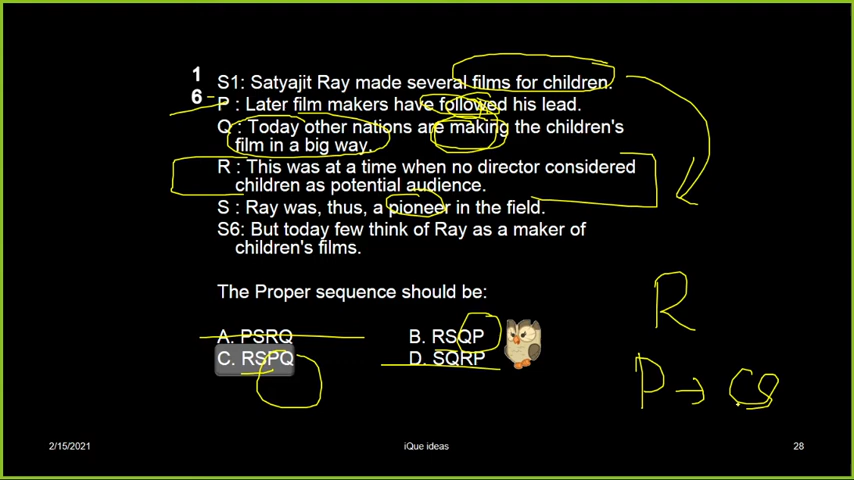 1
S1: Satyajit Ray made several films for children.
6
P : Later film makers have followed his lead.
Q : Today other nations are making the children's
film in a big way.
R : This was at a time when no director considered
children as potential audience.
S : Ray was, thus, a pioneer in the field.
S6: But today few think of Ray as a maker of
children's films.
The Proper sequence should be:
A. PSRQ B. RSQP
C. RSPQ D. SQRP
R
P →
2/15/2021 iQue ideas 28